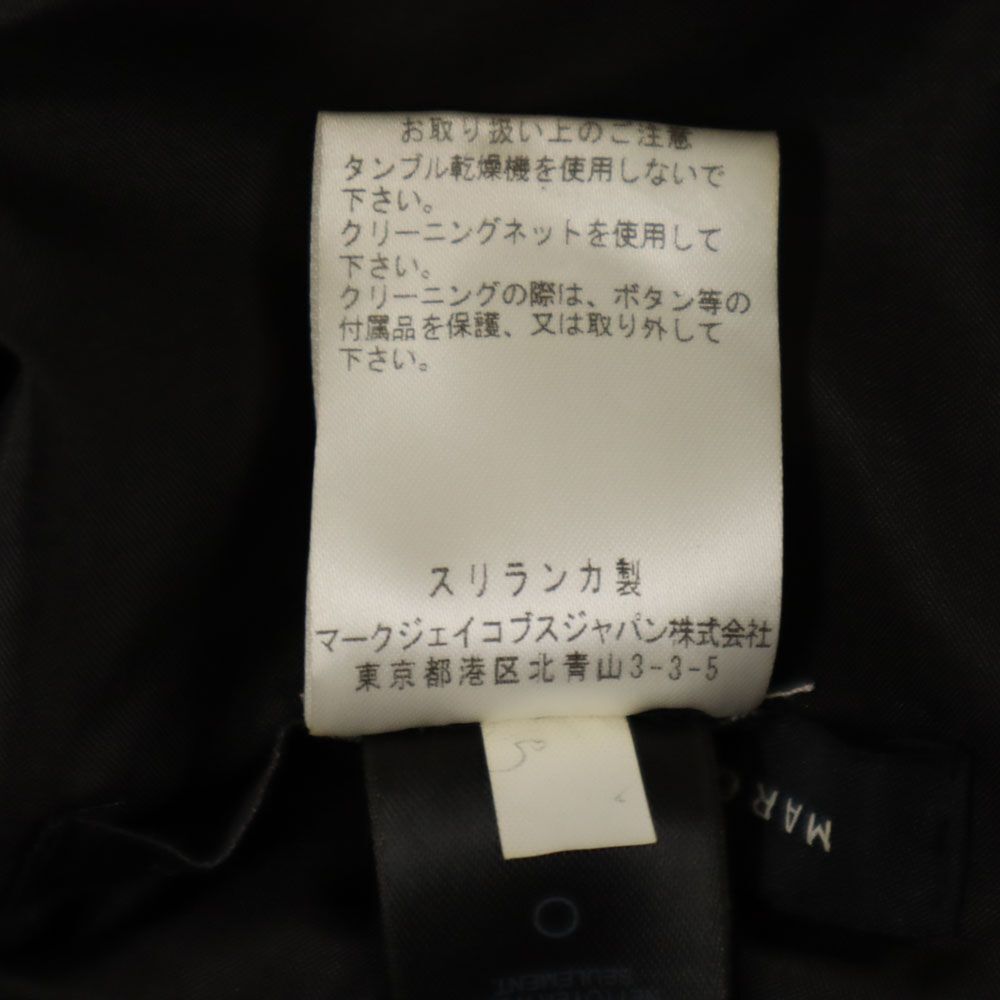 お取り扱い上のご注意
タンブル乾燥機を使用しないで
下さい。
クリーニングネットを使用して
下さい。
クリーニングの際は、ボタン等の
付属品を保護、又は取り外して
下さい。
スリランカ製
マークジェイコブスジャパン株式会社
東京都港区北青山3-3-5
MARC
SEULEMENT